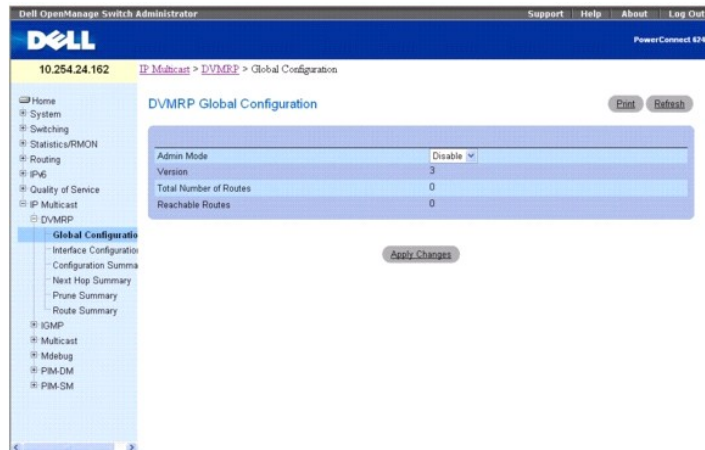 Dell OpenManage Switch Administrator
Support Help About Log Out
DELL
PowerConnect 624
10.254.24.162
IP Multicast > DVMRP > Global Configuration
Home
System
Switching
Statistics/RMON
Routing
IPv6
Quality of Service
IP Multicast
DVMRP
Global Configuratio
Interface Configuration
Configuration Summa
Next Hop Summary
Prune Summary
Route Summary
IGMP
Multicast
Mdebug
PIM-DM
PIM-SM
DVMRP Global Configuration
Print Refresh
Admin Mode Disable
Version 3
Total Number of Routes 0
Reachable Routes 0
Apply Changes